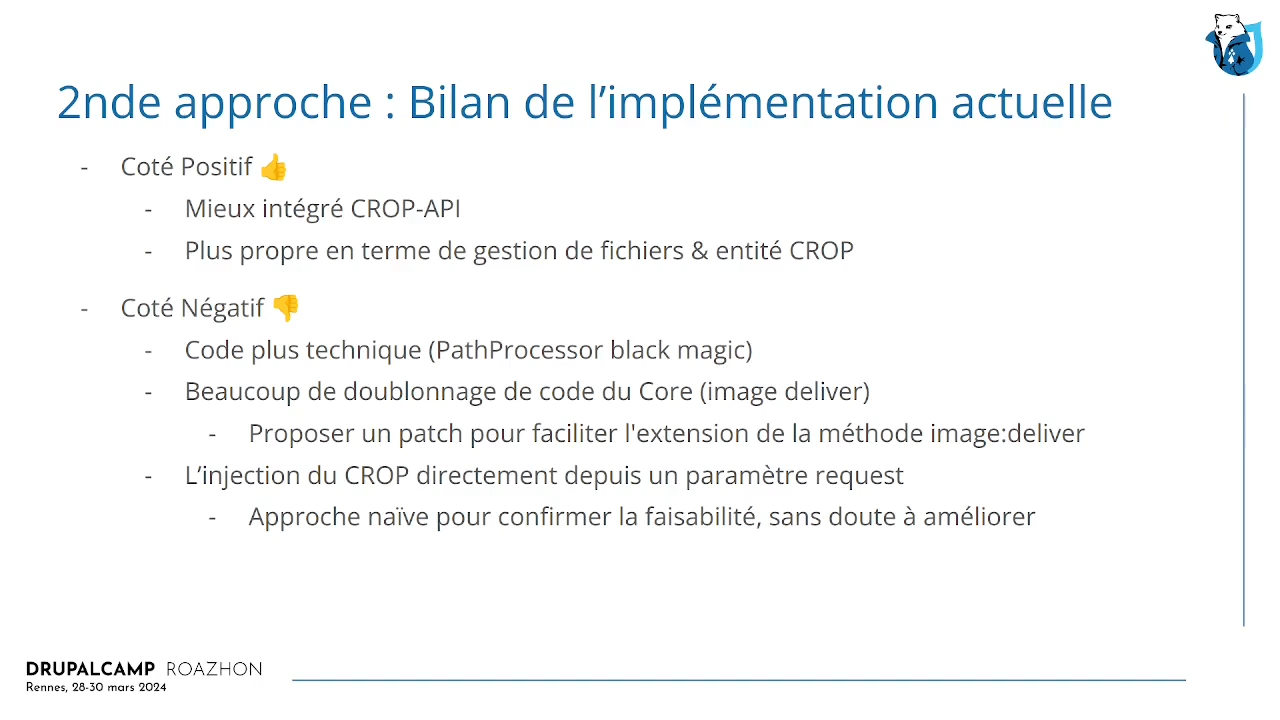 2nde approche : Bilan de l’implémentation actuelle
- Coté Positif 👍
- Mieux intégré CROP-API
- Plus propre en terme de gestion de fichiers & entité CROP
- Coté Négatif 👎
- Code plus technique (PathProcessor black magic)
- Beaucoup de doublonnage de code du Core (image deliver)
- Proposer un patch pour faciliter l'extension de la méthode image:deliver
- L’injection du CROP directement depuis un paramètre request
- Approche naïve pour confirmer la faisabilité, sans doute à améliorer
DRUPALCAMP ROAZHON
Rennes, 28-30 mars 2024